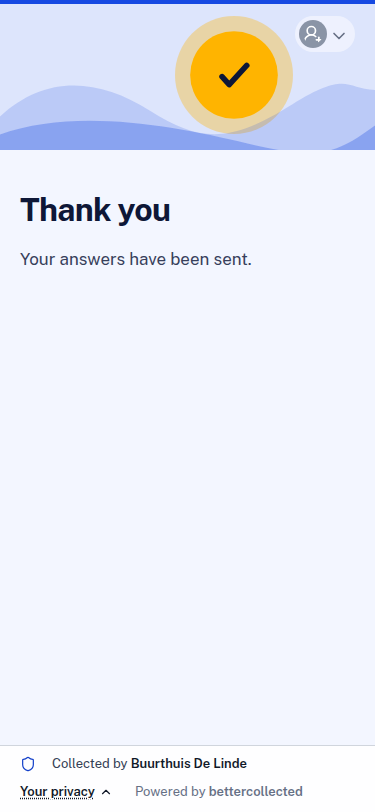 Thank you
Your answers have been sent.
Collected by Buurthuis De Linde
Your privacy Powered by bettercollected